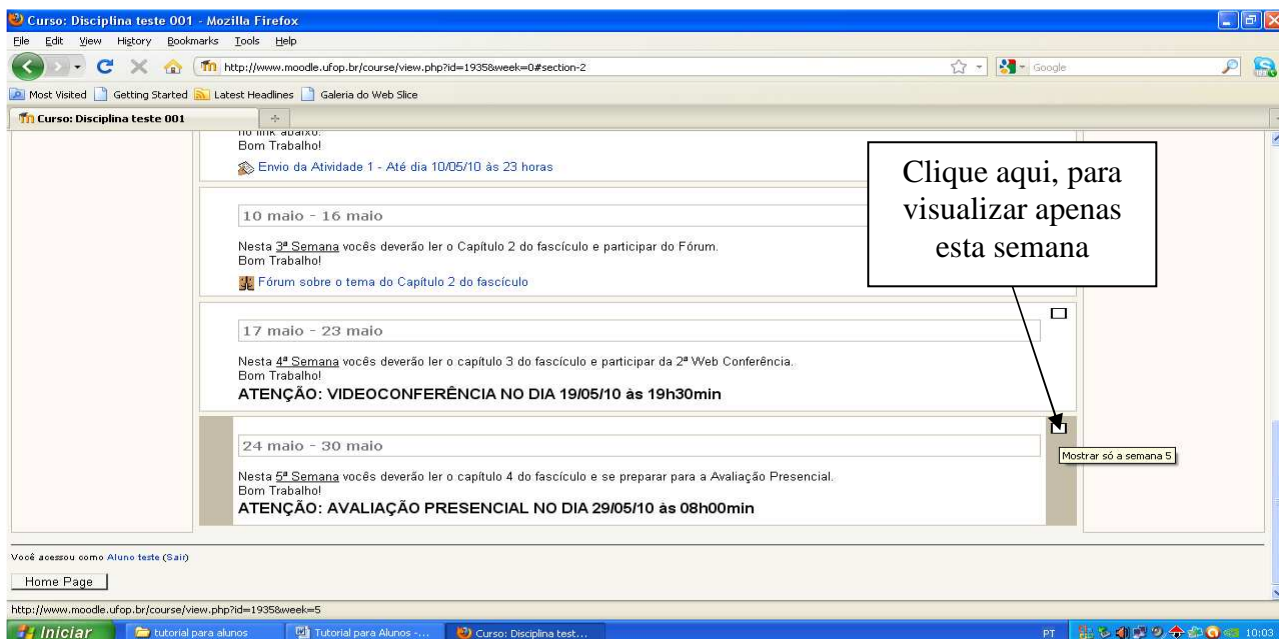 Curso: Disciplina teste 001 - Mozilla Firefox
File Edit View History Bookmarks Tools Help
http://www.moodle.ufop.br/course/view.php?id=1935&week=0#section-2
Google
Most Visited Getting Started Latest Headlines Galeria do Web Slice
Curso: Disciplina teste 001
no link abaixo.
Bom Trabalho!
Envio da Atividade 1 - Até dia 10/05/10 às 23 horas
Clique aqui, para
visualizar apenas
esta semana
10 maio - 16 maio
Nesta 3ª Semana vocês deverão ler o Capítulo 2 do fascículo e participar do Fórum.
Bom Trabalho!
Fórum sobre o tema do Capítulo 2 do fascículo
17 maio - 23 maio
Nesta 4ª Semana vocês deverão ler o capítulo 3 do fascículo e participar da 2ª Web Conferência.
Bom Trabalho!
ATENÇÃO: VIDEOCONFERÊNCIA NO DIA 19/05/10 às 19h30min
24 maio - 30 maio
Mostrar só a semana 5
Nesta 5ª Semana vocês deverão ler o capítulo 4 do fascículo e se preparar para a Avaliação Presencial.
Bom Trabalho!
ATENÇÃO: AVALIAÇÃO PRESENCIAL NO DIA 29/05/10 às 08h00min
Você acessou como Aluno teste (Sair)
Home Page
http://www.moodle.ufop.br/course/view.php?id=1935&week=5
Iniciar tutorial para alunos Tutorial para Alunos -... Curso: Disciplina test... PT 10:03